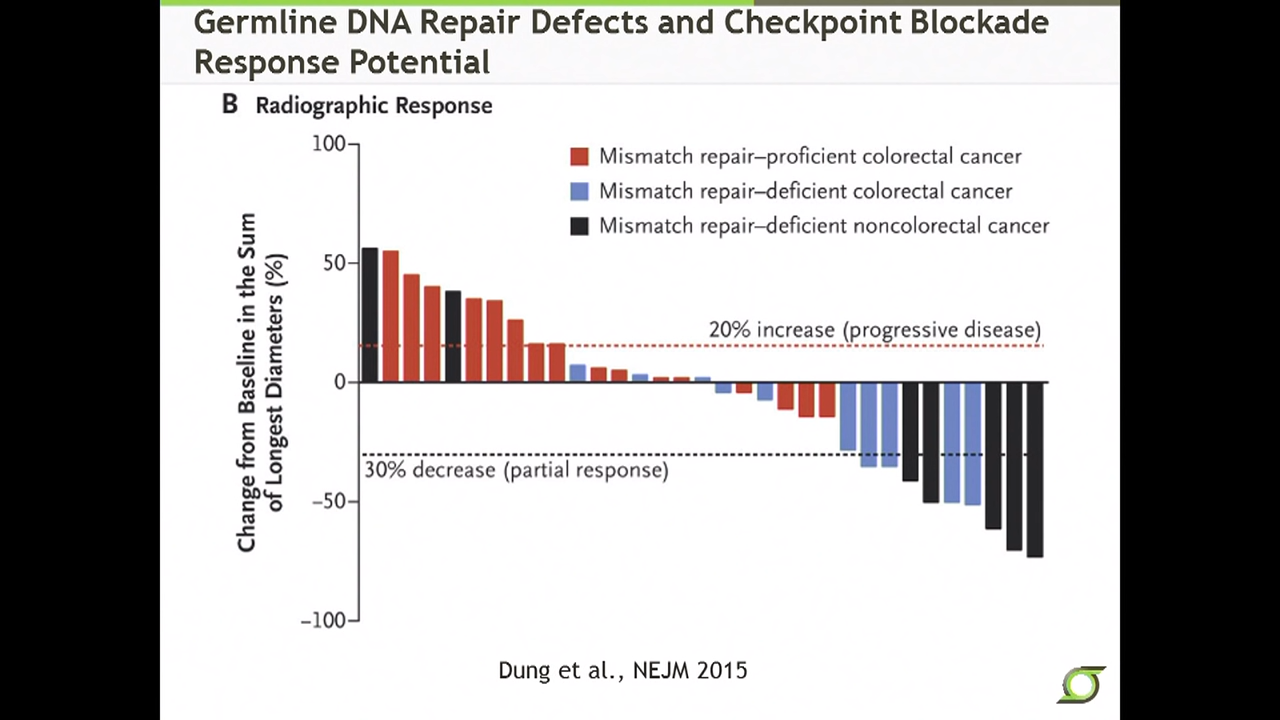 Germline DNA Repair Defects and Checkpoint Blockade
Response Potential
B Radiographic Response
100
50
0
−50
−100
Change from Baseline in the Sum
of Longest Diameters (%)
Mismatch repair–proficient colorectal cancer
Mismatch repair–deficient colorectal cancer
Mismatch repair–deficient noncolorectal cancer
20% increase (progressive disease)
30% decrease (partial response)
Dung et al., NEJM 2015